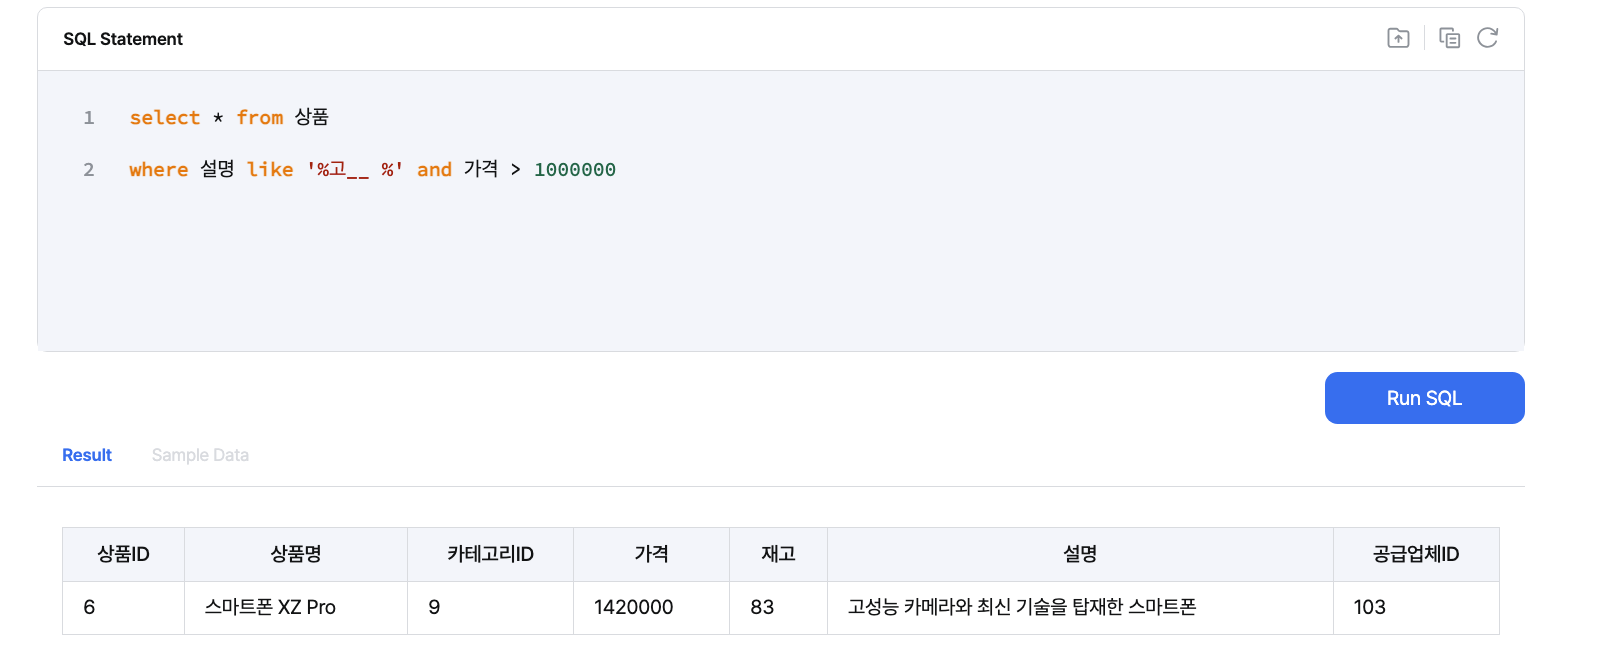 SQL Statement
1 select * from 상품
2 where 설명 like '%고__ %' and 가격 > 1000000
Run SQL
Result Sample Data
상품ID 상품명 카테고리ID 가격 재고 설명 공급업체ID
6 스마트폰 XZ Pro 9 1420000 83 고성능 카메라와 최신 기술을 탑재한 스마트폰 103